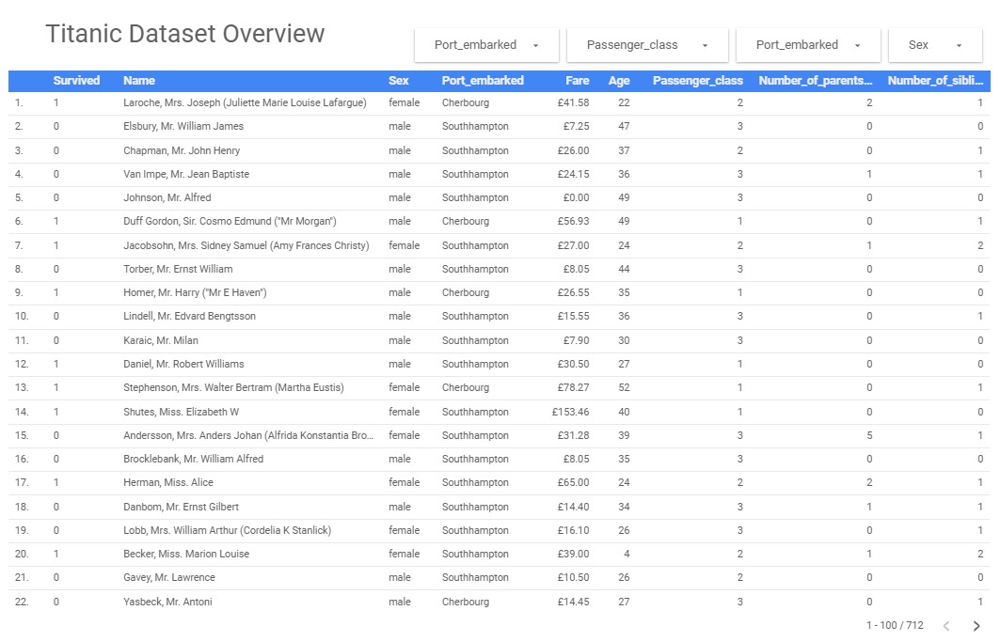 Titanic Dataset Overview
Port_embarked Passenger_class Port_embarked Sex
Survived Name Sex Port_embarked Fare Age Passenger_class Number_of_parents... Number_of_sibli...
1. 1 Laroche, Mrs. Joseph (Juliette Marie Louise Lafargue) female Cherbourg £41.58 22 2 2 1
2. 0 Elsbury, Mr. William James male Southhampton £7.25 47 3 0 0
3. 0 Chapman, Mr. John Henry male Southhampton £26.00 37 2 0 1
4. 0 Van Impe, Mr. Jean Baptiste male Southhampton £24.15 36 3 1 1
5. 0 Johnson, Mr. Alfred male Southhampton £0.00 49 3 0 0
6. 1 Duff Gordon, Sir. Cosmo Edmund ("Mr Morgan") male Cherbourg £56.93 49 1 0 1
7. 1 Jacobsohn, Mrs. Sidney Samuel (Amy Frances Christy) female Southhampton £27.00 24 2 1 2
8. 0 Torber, Mr. Ernst William male Southhampton £8.05 44 3 0 0
9. 1 Homer, Mr. Harry ("Mr E Haven") male Cherbourg £26.55 35 1 0 0
10. 0 Lindell, Mr. Edvard Bengtsson male Southhampton £15.55 36 3 0 1
11. 0 Karaic, Mr. Milan male Southhampton £7.90 30 3 0 0
12. 1 Daniel, Mr. Robert Williams male Southhampton £30.50 27 1 0 0
13. 1 Stephenson, Mrs. Walter Bertram (Martha Eustis) female Cherbourg £78.27 52 1 0 1
14. 1 Shutes, Miss. Elizabeth W female Southhampton £153.46 40 1 0 0
15. 0 Andersson, Mrs. Anders Johan (Alfrida Konstantia Bro... female Southhampton £31.28 39 3 5 1
16. 0 Brocklebank, Mr. William Alfred male Southhampton £8.05 35 3 0 0
17. 1 Herman, Miss. Alice female Southhampton £65.00 24 2 2 1
18. 0 Danbom, Mr. Ernst Gilbert male Southhampton £14.40 34 3 1 1
19. 0 Lobb, Mrs. William Arthur (Cordelia K Stanlick) female Southhampton £16.10 26 3 0 1
20. 1 Becker, Miss. Marion Louise female Southhampton £39.00 4 2 1 2
21. 0 Gavey, Mr. Lawrence male Southhampton £10.50 26 2 0 0
22. 0 Yasbeck, Mr. Antoni male Cherbourg £14.45 27 3 0 1
1 - 100 / 712